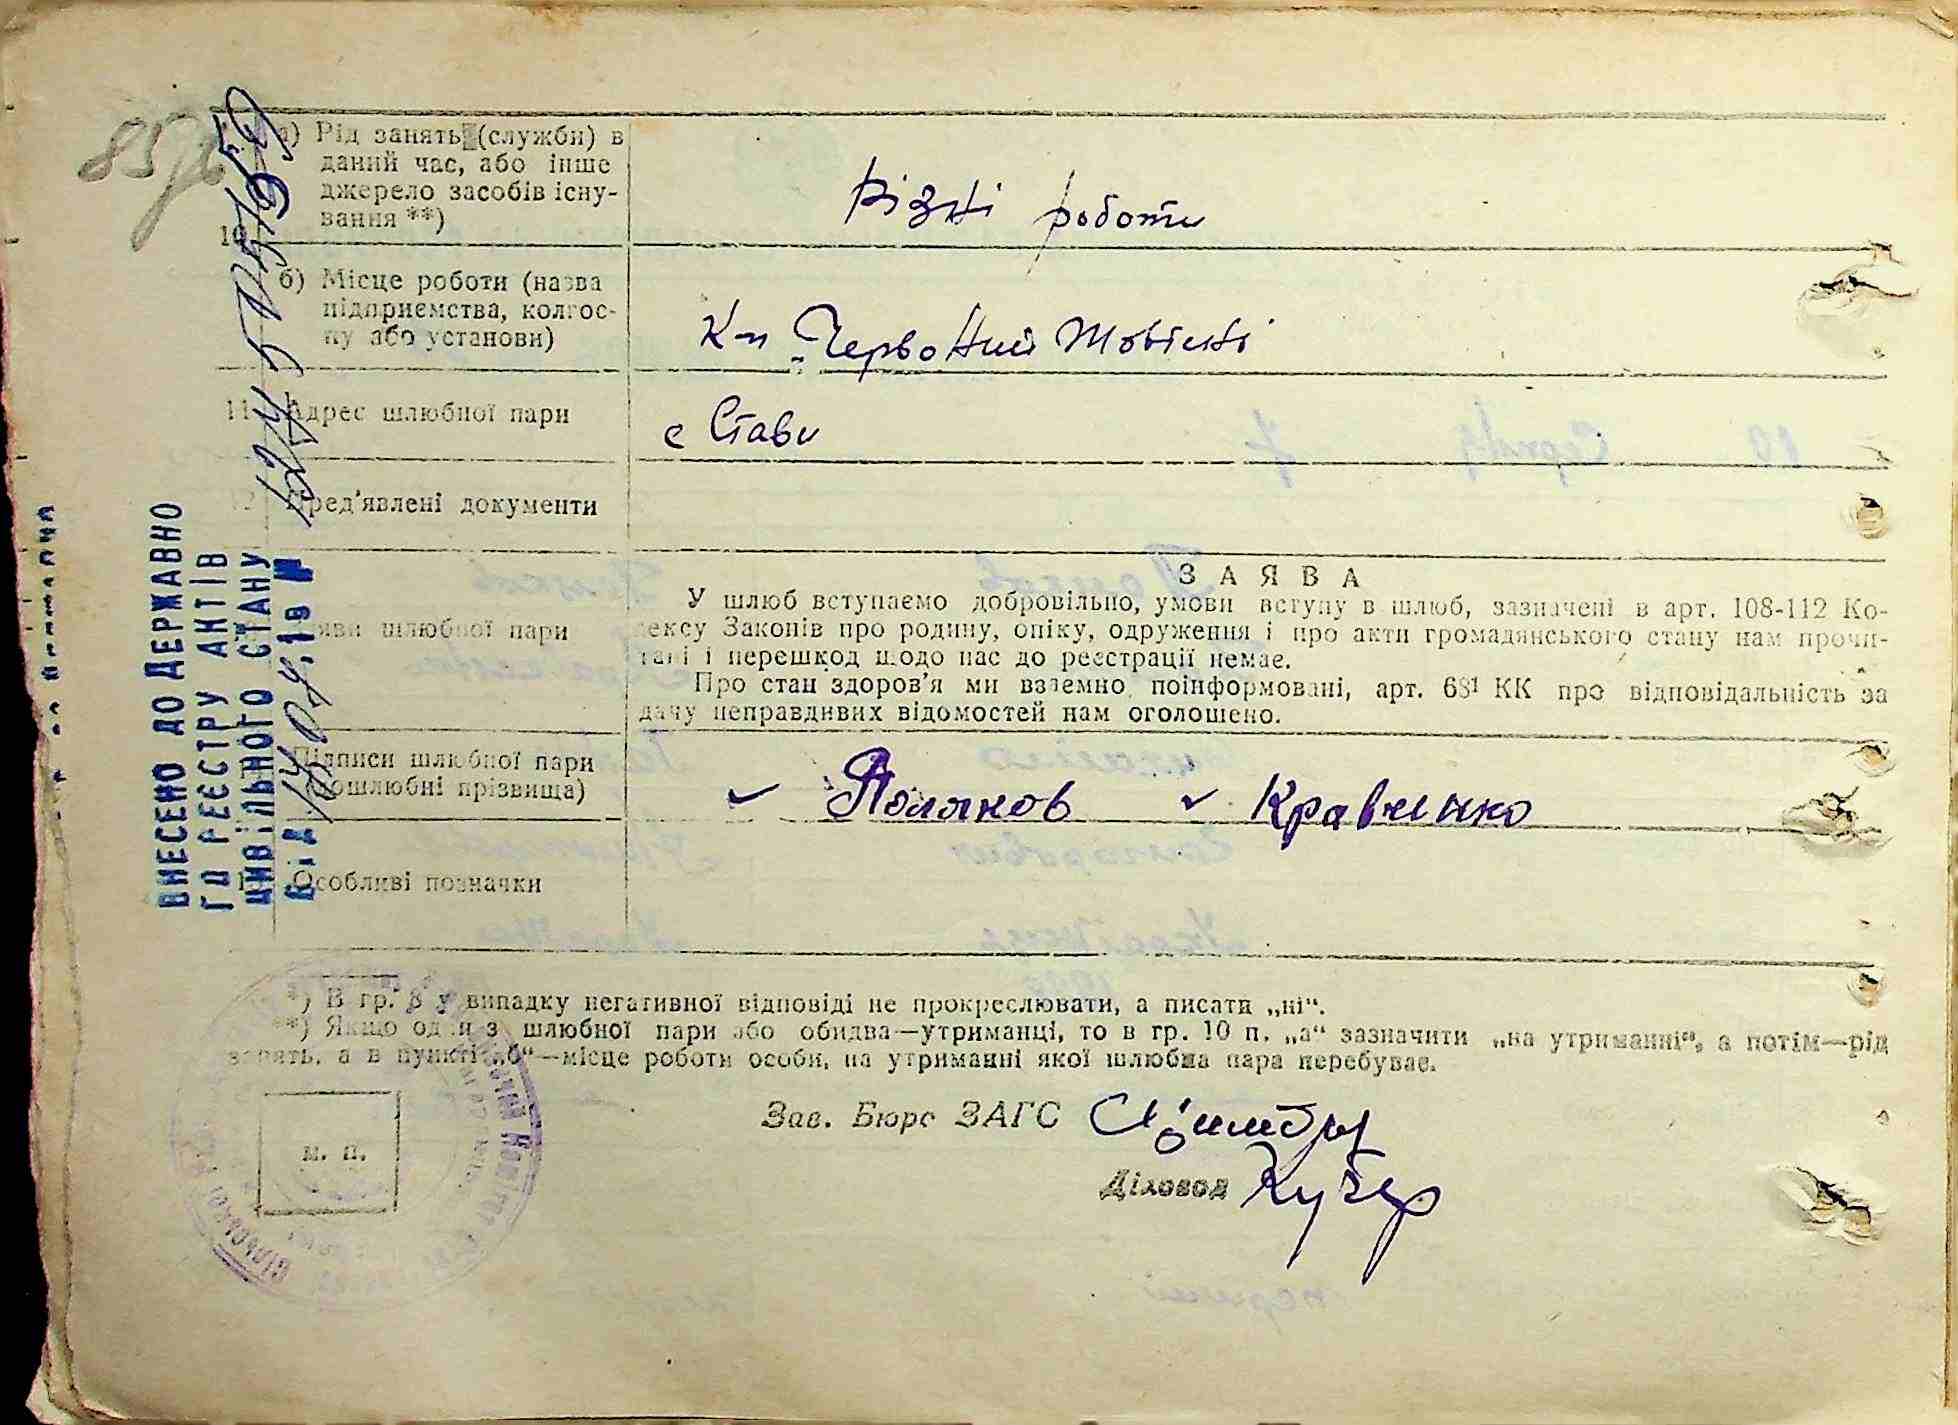 а) Рід занять (служби) в
даний час, або інше
джерело засобів існу-
вання **)
10
Різні роботи
б) Місце роботи (назва
підприємства, колгос-
пу або установи)
К-п „Червоний
11 Адрес шлюбної пари
с Стави
12 Пред'явлені документи
ЗАЯВА
У шлюб вступаємо добровільно, умови вступу в шлюб, зазначені в арт. 108-112 Ко-
дексу Законів про родину, опіку, одруження і про акти громадянського стану нам прочи-
тані і перешкод щодо нас до реєстрації немає.
Про стан здоров'я ми взаємно поінформовані, арт. 68¹ КК про відповідальність за
дачу неправдивих відомостей нам оголошено.
шлюбної пари
Підписи шлюбної пари
(дошлюбні прізвища)
Поляков Кравченко
Особливі позначки
*) В гр. 8 у випадку негативної відповіді не прокреслювати, а писати „ні“.
**) Якщо один з шлюбної пари або обидва—утриманці, то в гр. 10 п. „а“ зазначити „на утриманні“, а потім—рід
занять, а в пункті „б“—місце роботи особи, на утриманні якої шлюбна пара перебуває.
Зав. Бюро ЗАГС
Діловод Кучер
м. п.
ВНЕСЕНО ДО ДЕРЖАВНО
ГО РЕЄСТРУ АКТІВ
ЦИВІЛЬНОГО СТАНУ
ВІД